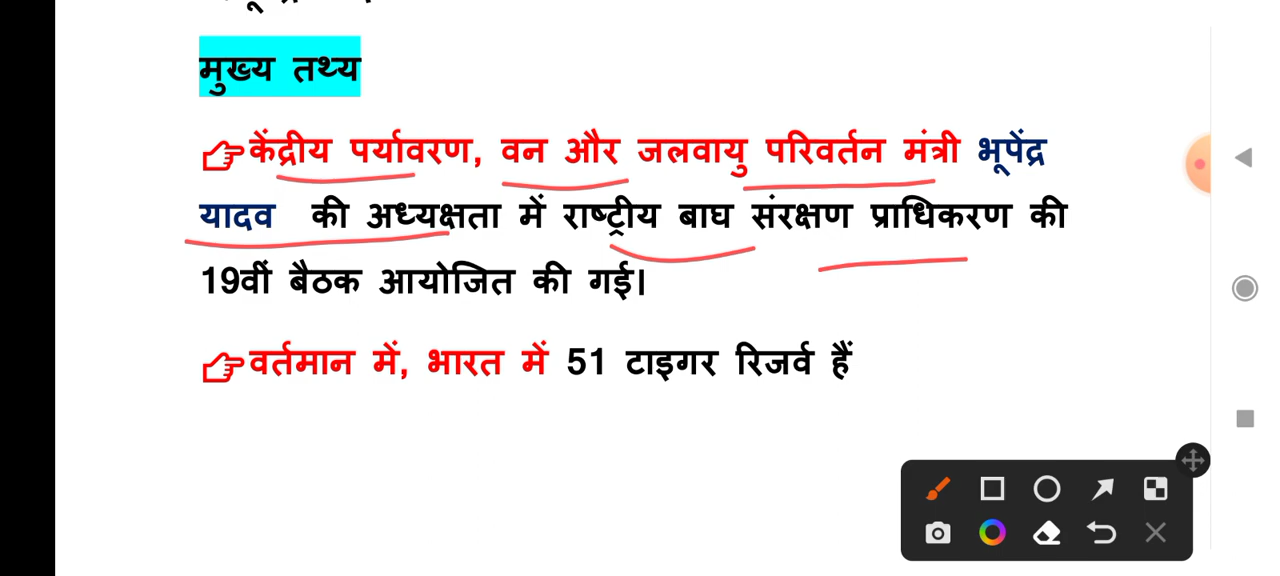 मुख्य तथ्य
केंद्रीय पर्यावरण, वन और जलवायु परिवर्तन मंत्री भूपेंद्र
यादव की अध्यक्षता में राष्ट्रीय बाघ संरक्षण प्राधिकरण की
19वीं बैठक आयोजित की गई।
वर्तमान में, भारत में 51 टाइगर रिजर्व हैं